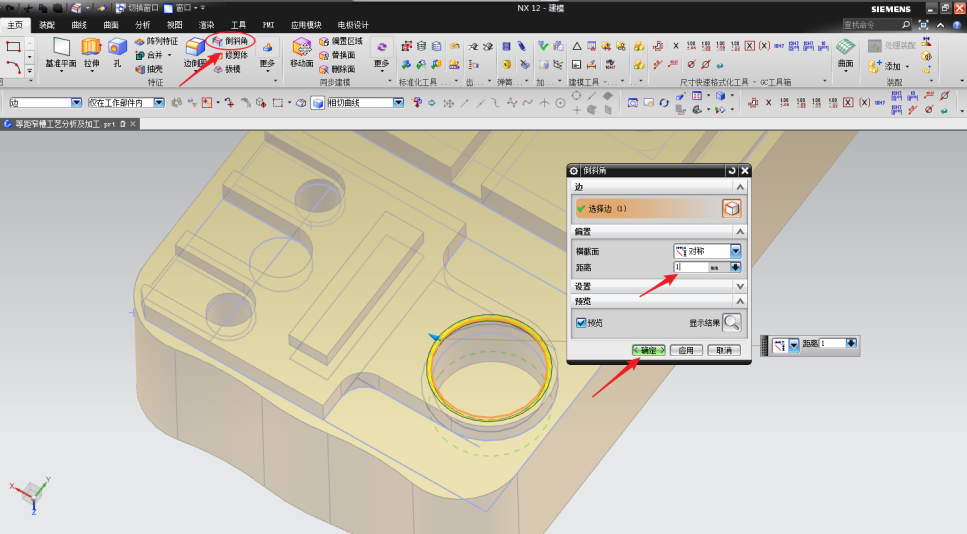 切换窗口 窗口
NX 12 - 建模
SIEMENS
主页 装配 曲线 曲面 分析 视图 渲染 工具 PMI 应用模块 电极设计
查找命令
基准平面 拉伸 孔
阵列特征
合并
抽壳
边倒圆
倒斜角
修剪体
拔模
更多
特征
移动面
偏置区域
替换面
删除面
更多
同步建模
标准化工具...
齿...
弹簧...
加...
建模工具 - ...
尺寸快速格式化工具 - GC工具箱
曲面
处理装配
添加
装配
边
仅在工作部件内
相切曲线
等距窄槽工艺分析及加工.prt
倒斜角
边
选择边 (1)
偏置
横截面
对称
距离
1
mm
设置
预览
预览
显示结果
<确定>
应用
取消
距离 1
X
Y
Z